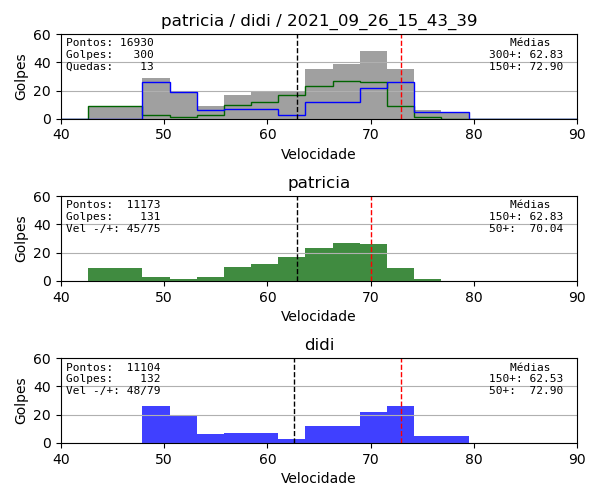 patricia / didi / 2021_09_26_15_43_39
Pontos: 16930
Golpes:   300
Quedas:    13
Médias
300+: 62.83
150+: 72.90
Golpes
60
40
20
0
40 50 60 70 80 90
Velocidade
patricia
Pontos:  11173
Golpes:    131
Vel -/+: 45/75
Médias
150+: 62.83
50+:  70.04
Golpes
60
40
20
0
40 50 60 70 80 90
Velocidade
didi
Pontos:  11104
Golpes:    132
Vel -/+: 48/79
Médias
150+: 62.53
50+:  72.90
Golpes
60
40
20
0
40 50 60 70 80 90
Velocidade